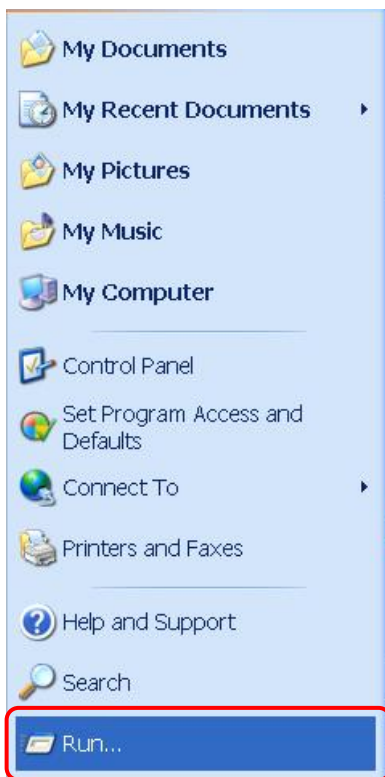 My Documents
My Recent Documents
My Pictures
My Music
My Computer
Control Panel
Set Program Access and
Defaults
Connect To
Printers and Faxes
Help and Support
Search
Run...